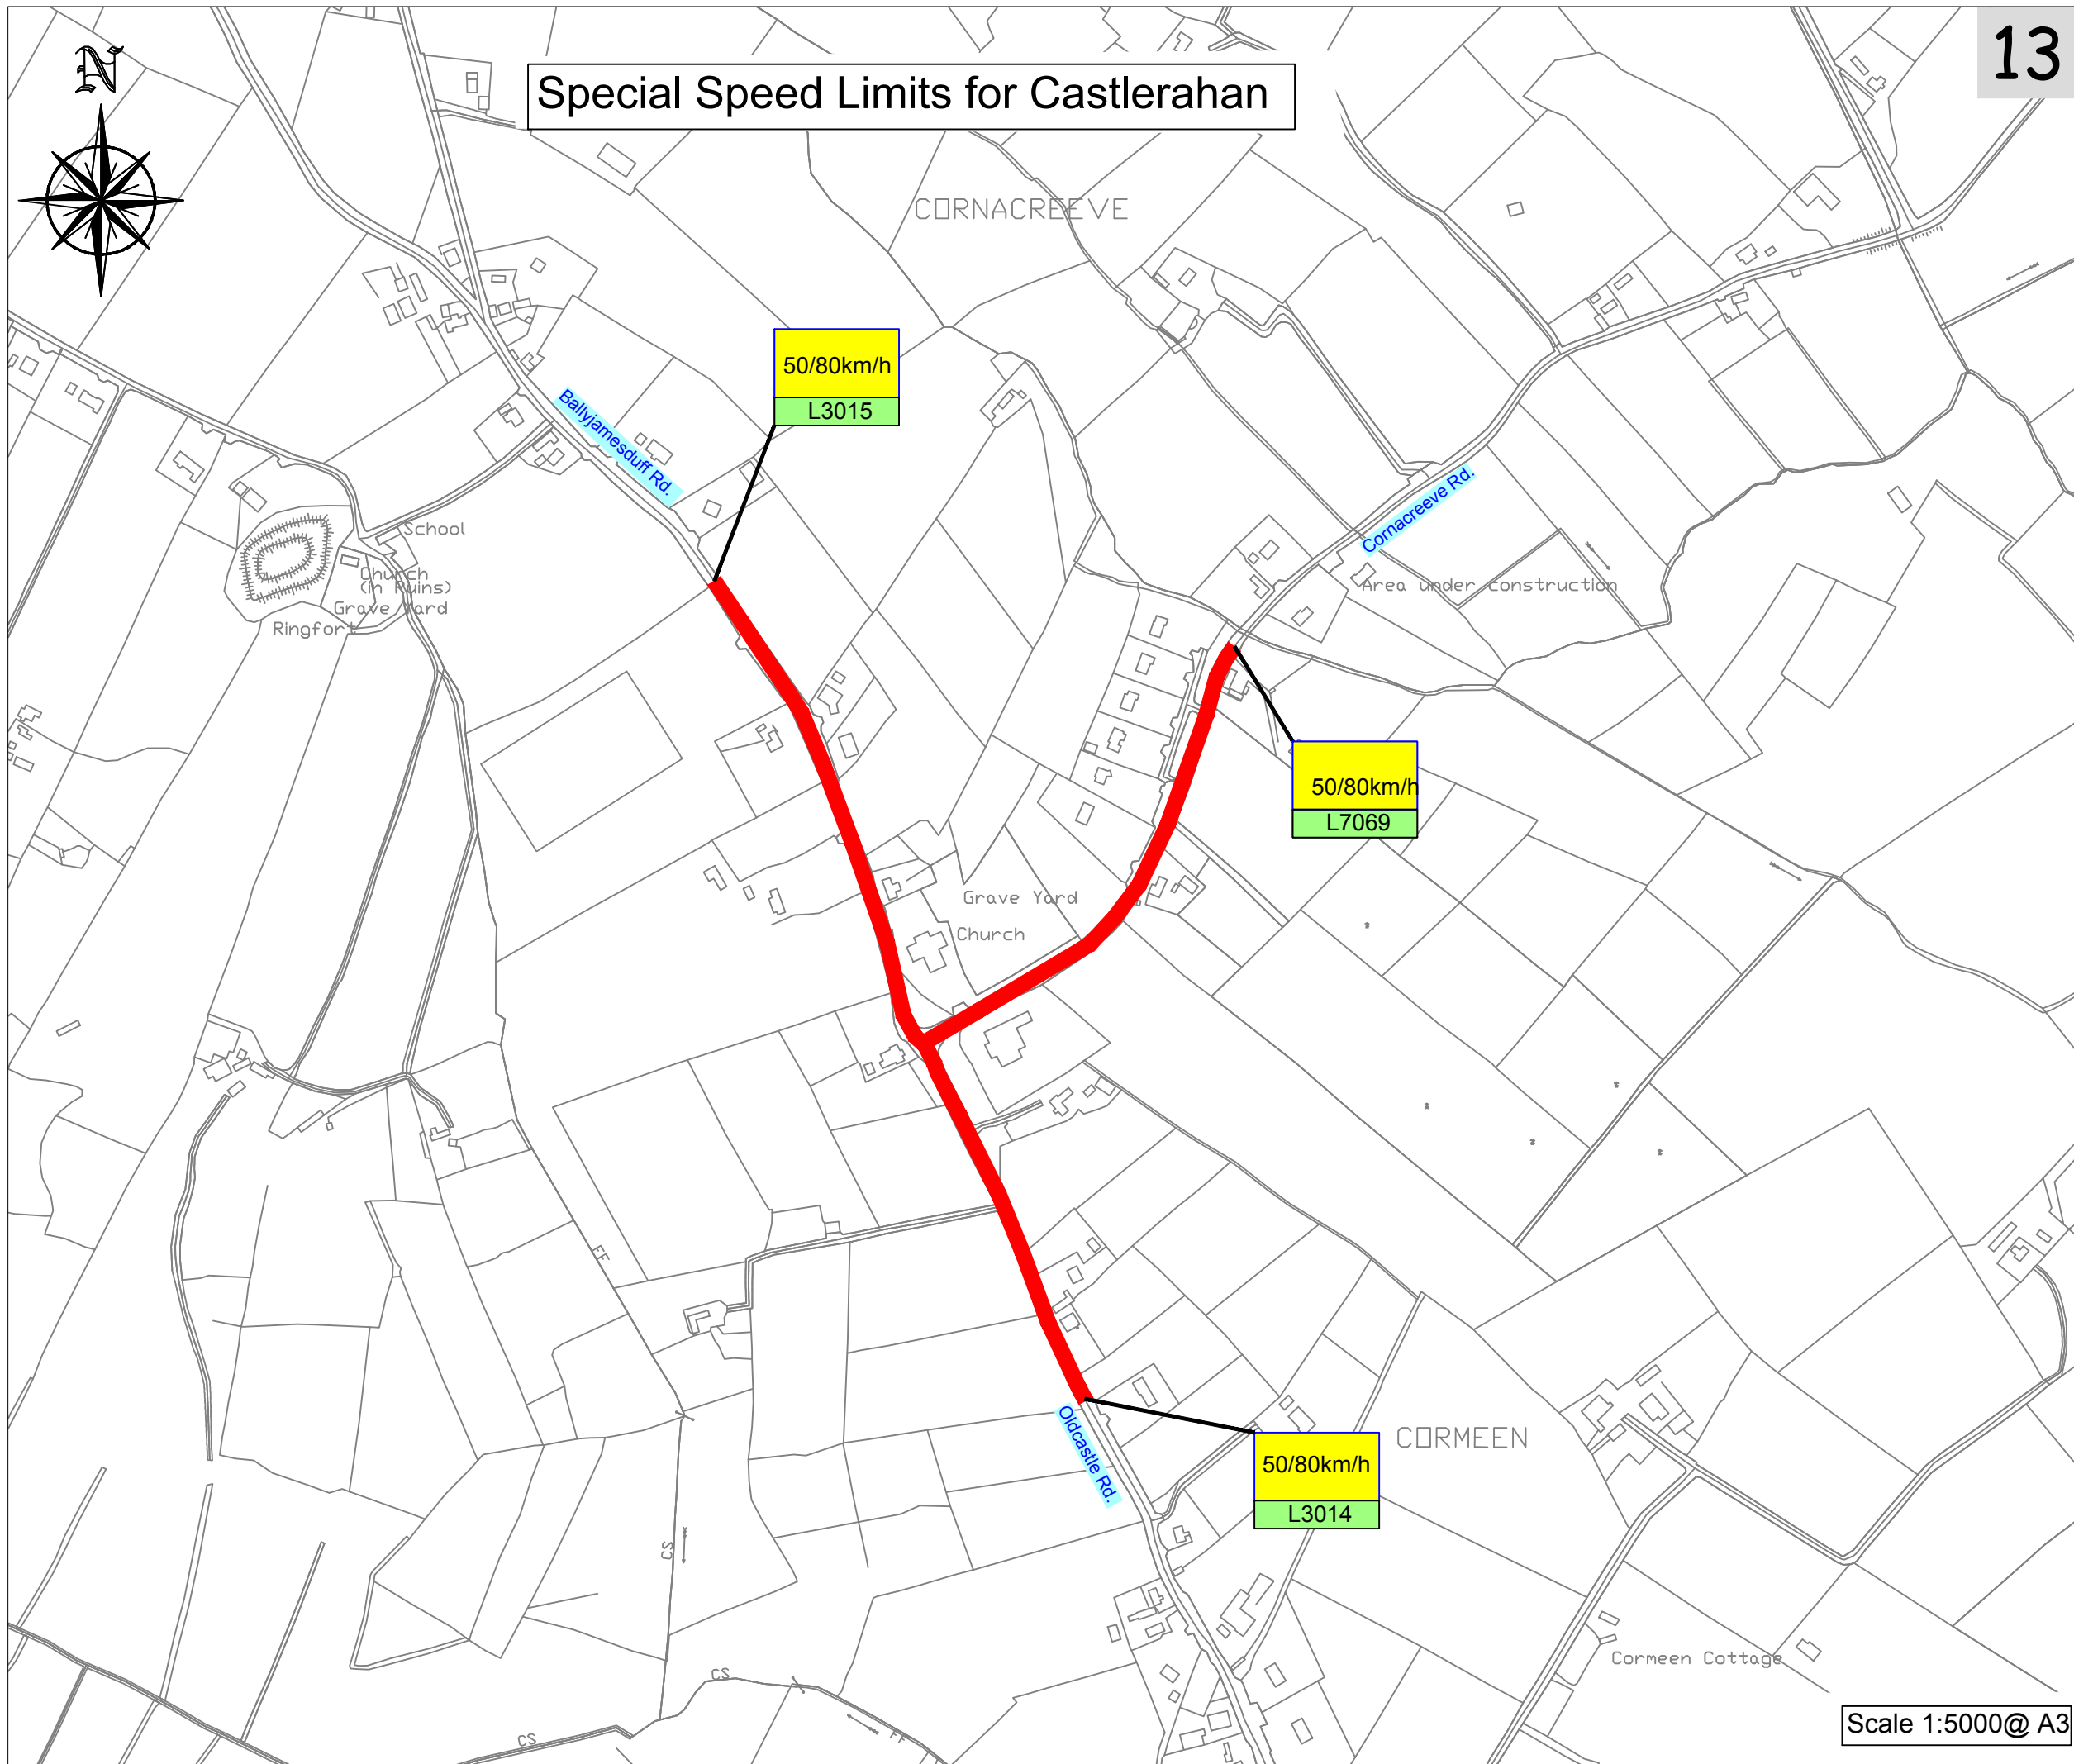 N
13
Special Speed Limits for Castlerahan
CORNACREEVE
50/80km/h
L3015
Ballyjamesduff Rd.
Cornacreeve Rd.
School
Church
(in Ruins)
Grave Yard
Ringfort
Area under construction
50/80km/h
L7069
Grave Yard
Church
FF
Oldcastle Rd.
CORMEEN
50/80km/h
L3014
CS
Cormeen Cottage
CS
CS
FF
Scale 1:5000@ A3